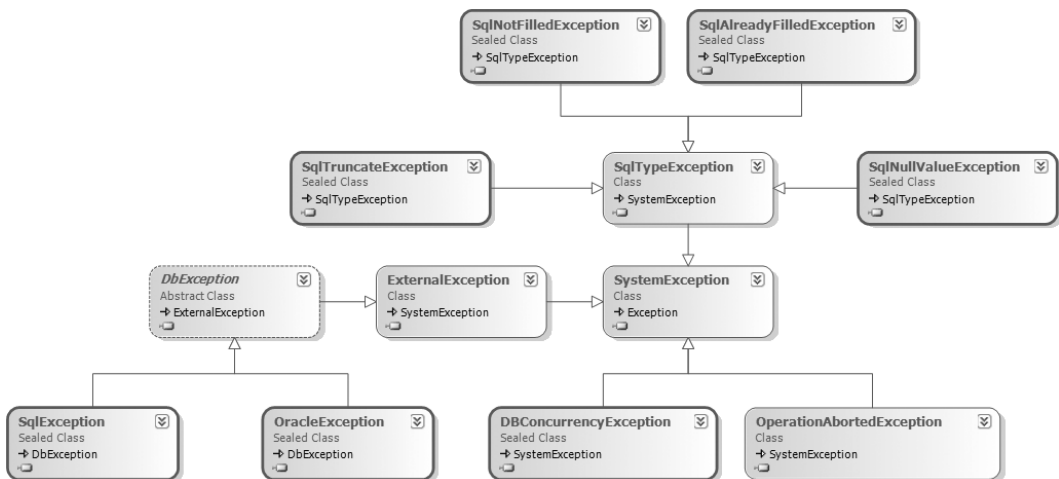 SqlNotFilledException
Sealed Class
SqlTypeException
SqlAlreadyFilledException
Sealed Class
SqlTypeException
SqlTruncateException
Sealed Class
SqlTypeException
SqlTypeException
Class
SystemException
SqlNullValueException
Sealed Class
SqlTypeException
DbException
Abstract Class
ExternalException
ExternalException
Class
SystemException
SystemException
Class
Exception
SqlException
Sealed Class
DbException
OracleException
Sealed Class
DbException
DBConcurrencyException
Sealed Class
SystemException
OperationAbortedException
Class
SystemException